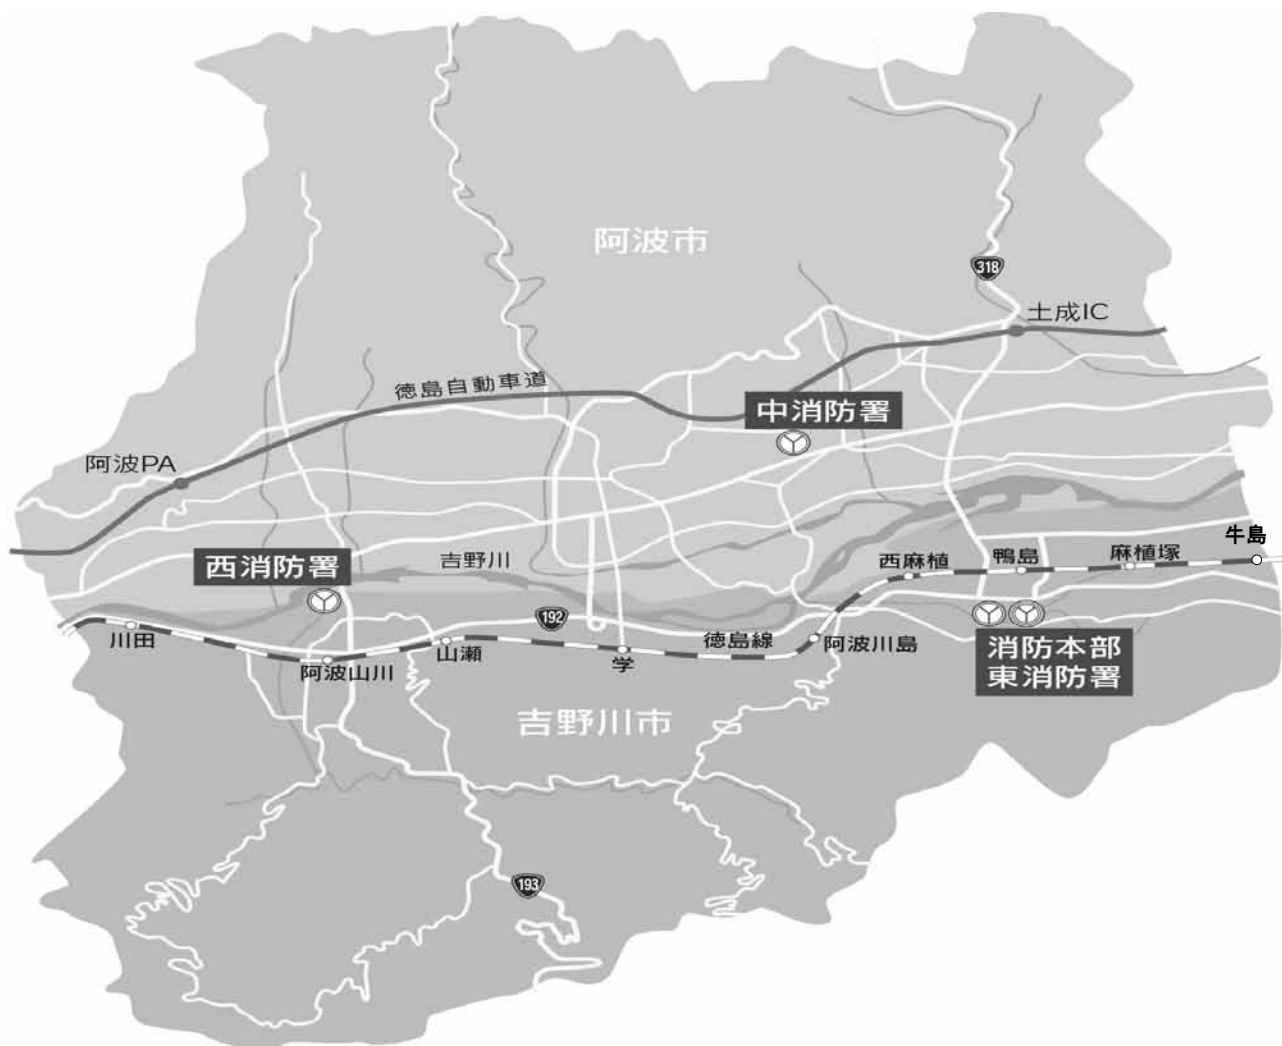 阿波市
318
土成IC
徳島自動車道
中消防署
阿波PA
牛島
西消防署
吉野川
西麻植
鴨島
麻植塚
192
川田
阿波山川
山瀬
学
徳島線
阿波川島
消防本部
東消防署
吉野川市
193